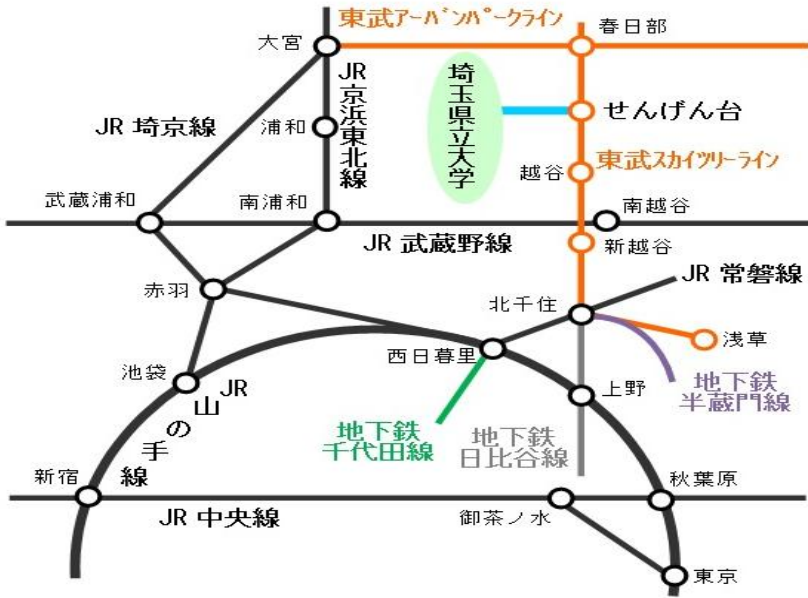 東武アーバンパークライン
春日部
大宮
JR 京浜東北線
埼玉県立大学
せんげん台
JR 埼京線
浦和
東武スカイツリーライン
越谷
武蔵浦和
南浦和
南越谷
JR 武蔵野線
新越谷
JR 常磐線
赤羽
北千住
浅草
西日暮里
池袋
上野
地下鉄
半蔵門線
JR
山の手線
地下鉄
千代田線
地下鉄
日比谷線
新宿
秋葉原
JR 中央線
御茶ノ水
東京